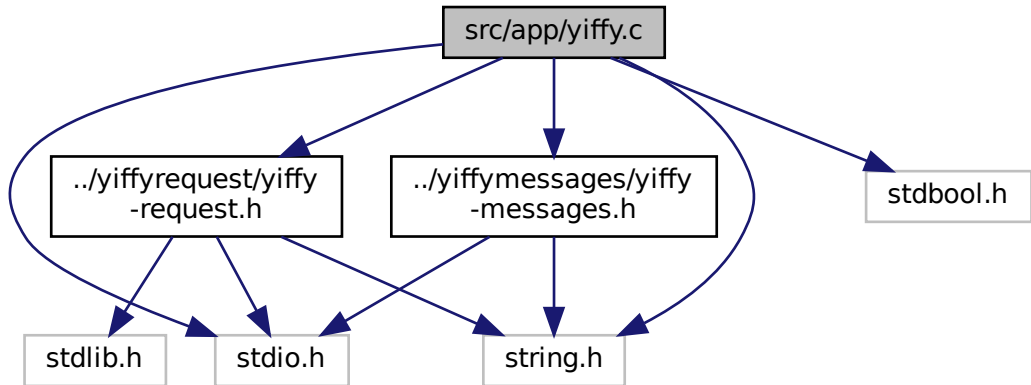 src/app/yiffy.c
../yiffyrequest/yiffy
-request.h
../yiffymessages/yiffy
-messages.h
stdbool.h
stdlib.h
stdio.h
string.h